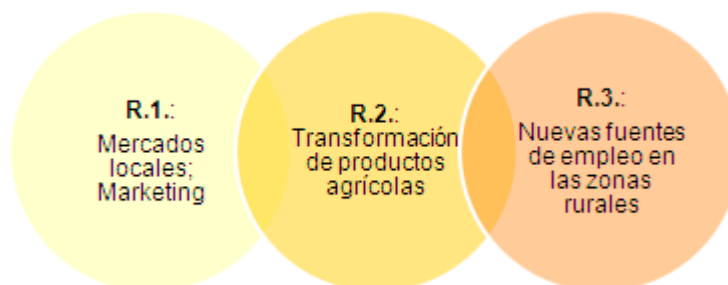 R.1.:
Mercados
locales;
Marketing
R.2.:
Transformación
de productos
agrícolas
R.3.:
Nuevas fuentes
de empleo en
las zonas
rurales